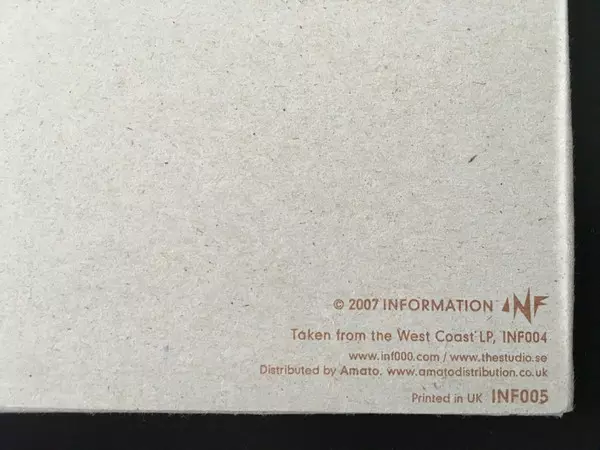 © 2007 INFORMATION INF
Taken from the West Coast LP, INF004
www.inf000.com / www.thestudio.se
Distributed by Amato. www.amatodistribution.co.uk
Printed in UK INF005